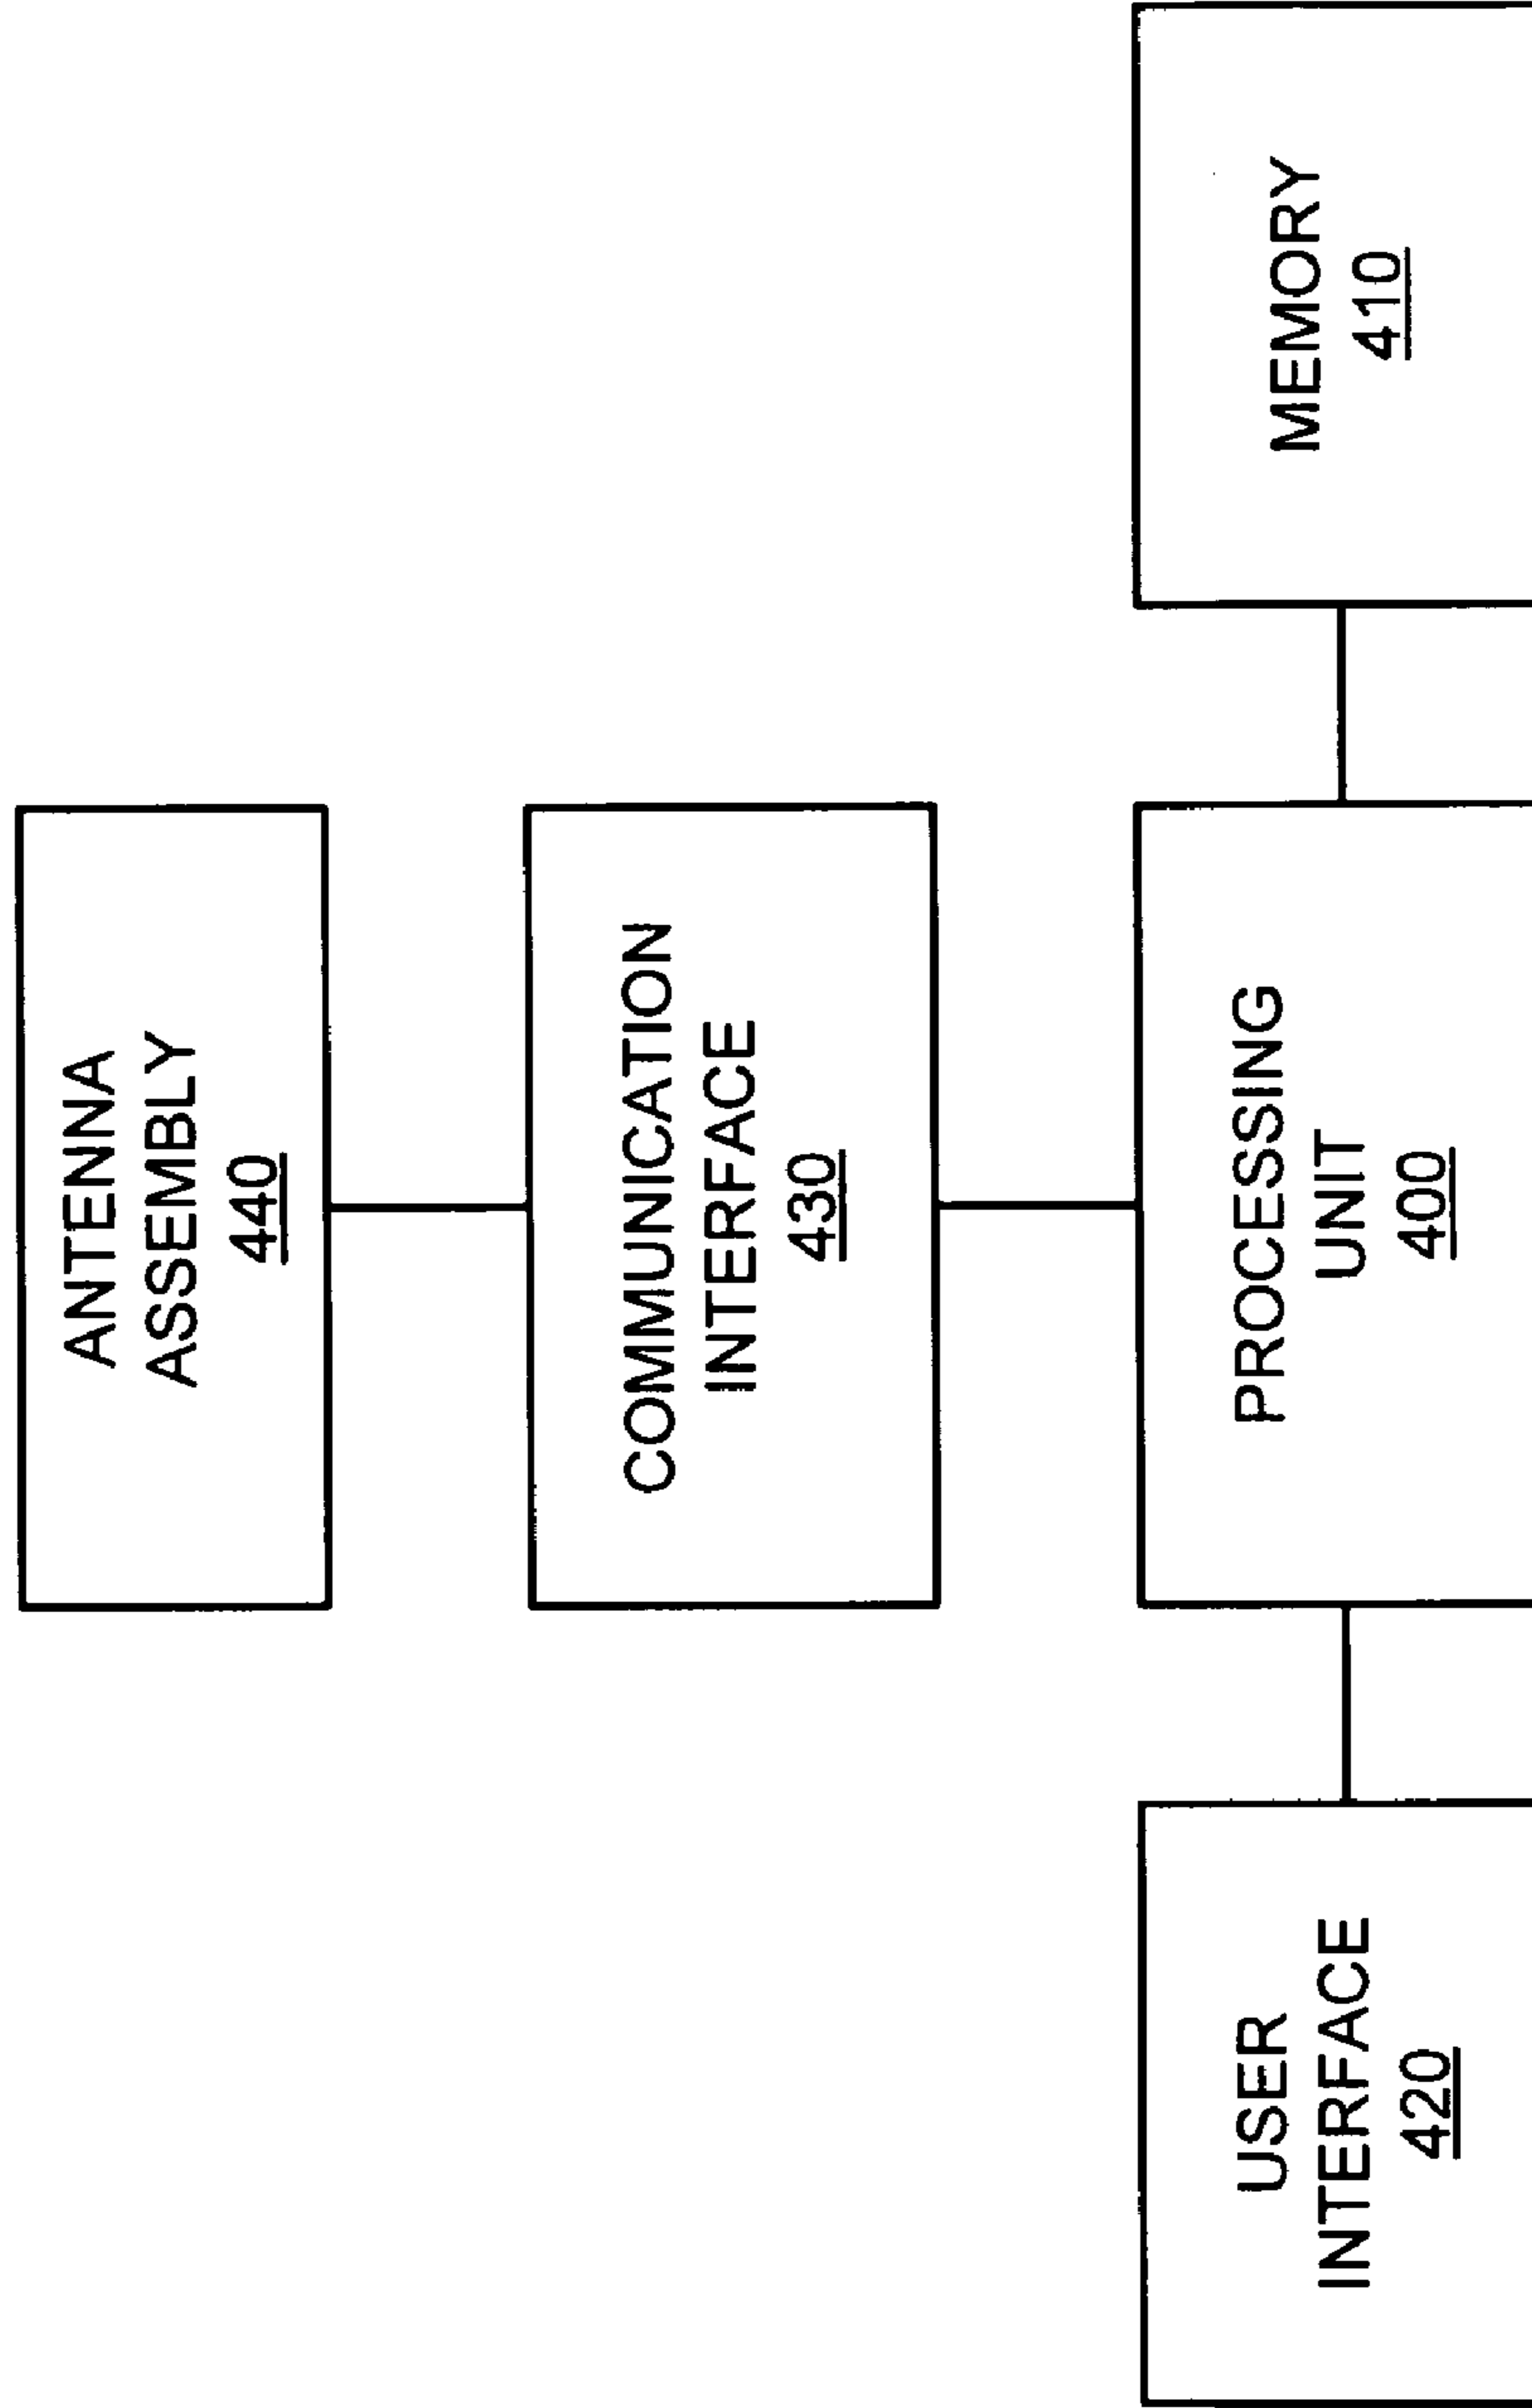 ANTENNA
ASSEMBLY
440
COMMUNICATION
INTERFACE
430
USER
INTERFACE
420
PROCESSING
UNIT
400
MEMORY
410